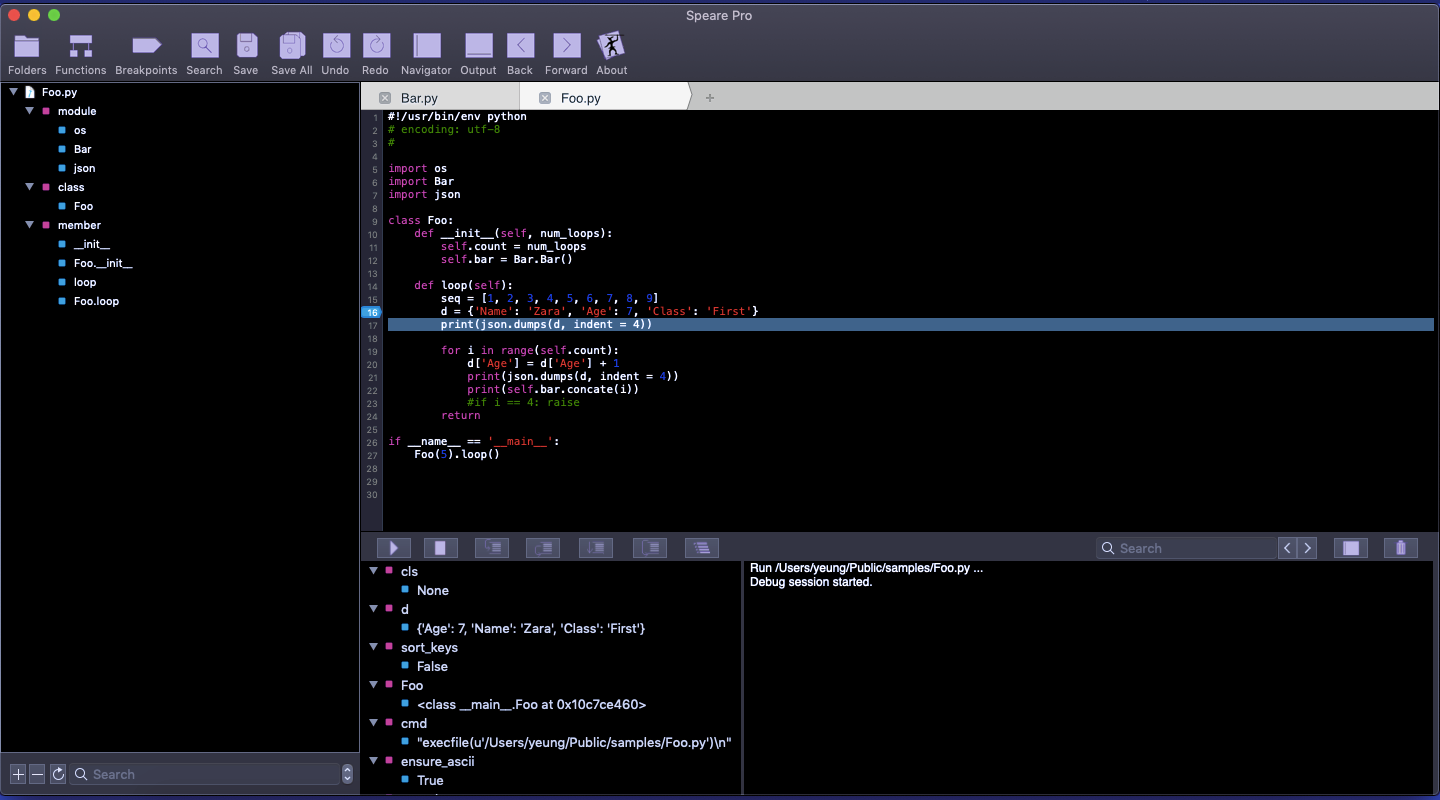 Speare Pro
Folders Functions Breakpoints Search Save Save All Undo Redo Navigator Output Back Forward About
Foo.py
module
os
Bar
json
class
Foo
member
__init__
Foo.__init__
loop
Foo.loop
Search
Bar.py Foo.py +
1 #!/usr/bin/env python
2 # encoding: utf-8
3 #
4
5 import os
6 import Bar
7 import json
8
9 class Foo:
10 def __init__(self, num_loops):
11 self.count = num_loops
12 self.bar = Bar.Bar()
13
14 def loop(self):
15 seq = [1, 2, 3, 4, 5, 6, 7, 8, 9]
16 d = {'Name': 'Zara', 'Age': 7, 'Class': 'First'}
17 print(json.dumps(d, indent = 4))
18
19 for i in range(self.count):
20 d['Age'] = d['Age'] + 1
21 print(json.dumps(d, indent = 4))
22 print(self.bar.concate(i))
23 #if i == 4: raise
24 return
25
26 if __name__ == '__main__':
27 Foo(5).loop()
28
29
30
Search
cls
None
d
{'Age': 7, 'Name': 'Zara', 'Class': 'First'}
sort_keys
False
Foo
<class __main__.Foo at 0x10c7ce460>
cmd
"execfile(u'/Users/yeung/Public/samples/Foo.py')\n"
ensure_ascii
True
Run /Users/yeung/Public/samples/Foo.py ...
Debug session started.